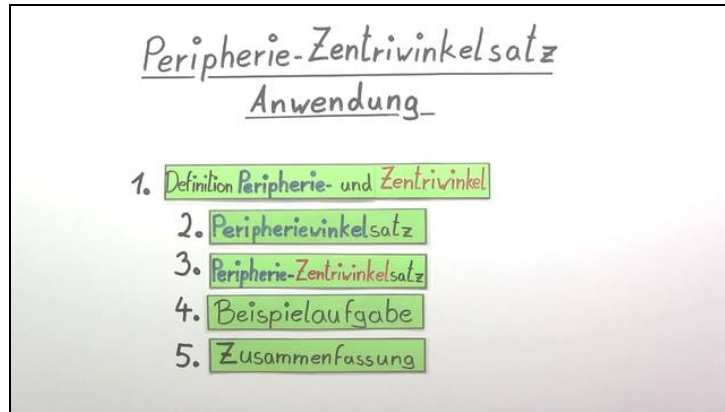 Peripherie-Zentriwinkelsatz
Anwendung
1. Definition Peripherie- und Zentriwinkel
2. Peripheriewinkelsatz
3. Peripherie-Zentriwinkelsatz
4. Beispielaufgabe
5. Zusammenfassung